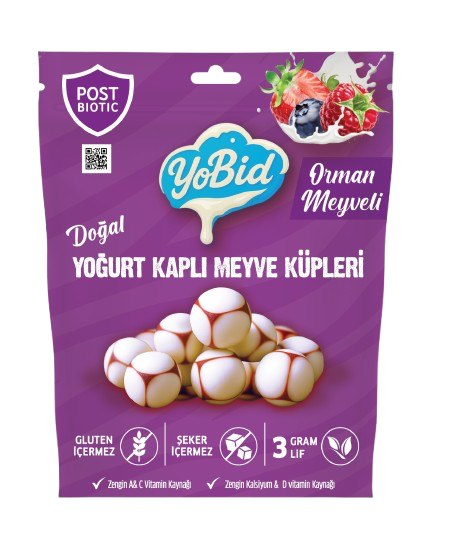 POST
BIOTIC
YoBid
Orman
Meyveli
Doğal
YOĞURT KAPLI MEYVE KÜPLERİ
GLUTEN
İÇERMEZ
ŞEKER
İÇERMEZ
3 GRAM
LİF
Zengin A& C Vitamin Kaynağı
Zengin Kalsiyum & D vitamin Kaynağı